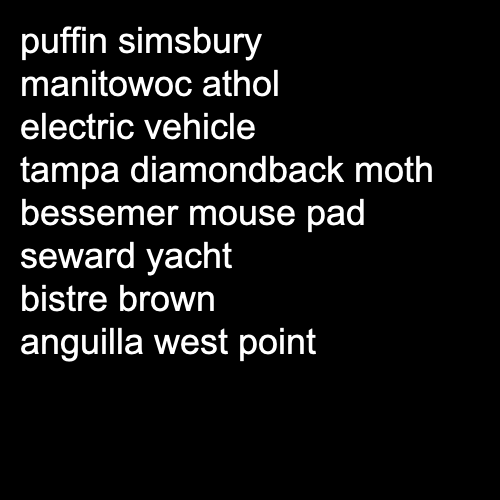 puffin simsbury
manitowoc athol
electric vehicle
tampa diamondback moth
bessemer mouse pad
seward yacht
bistre brown
anguilla west point